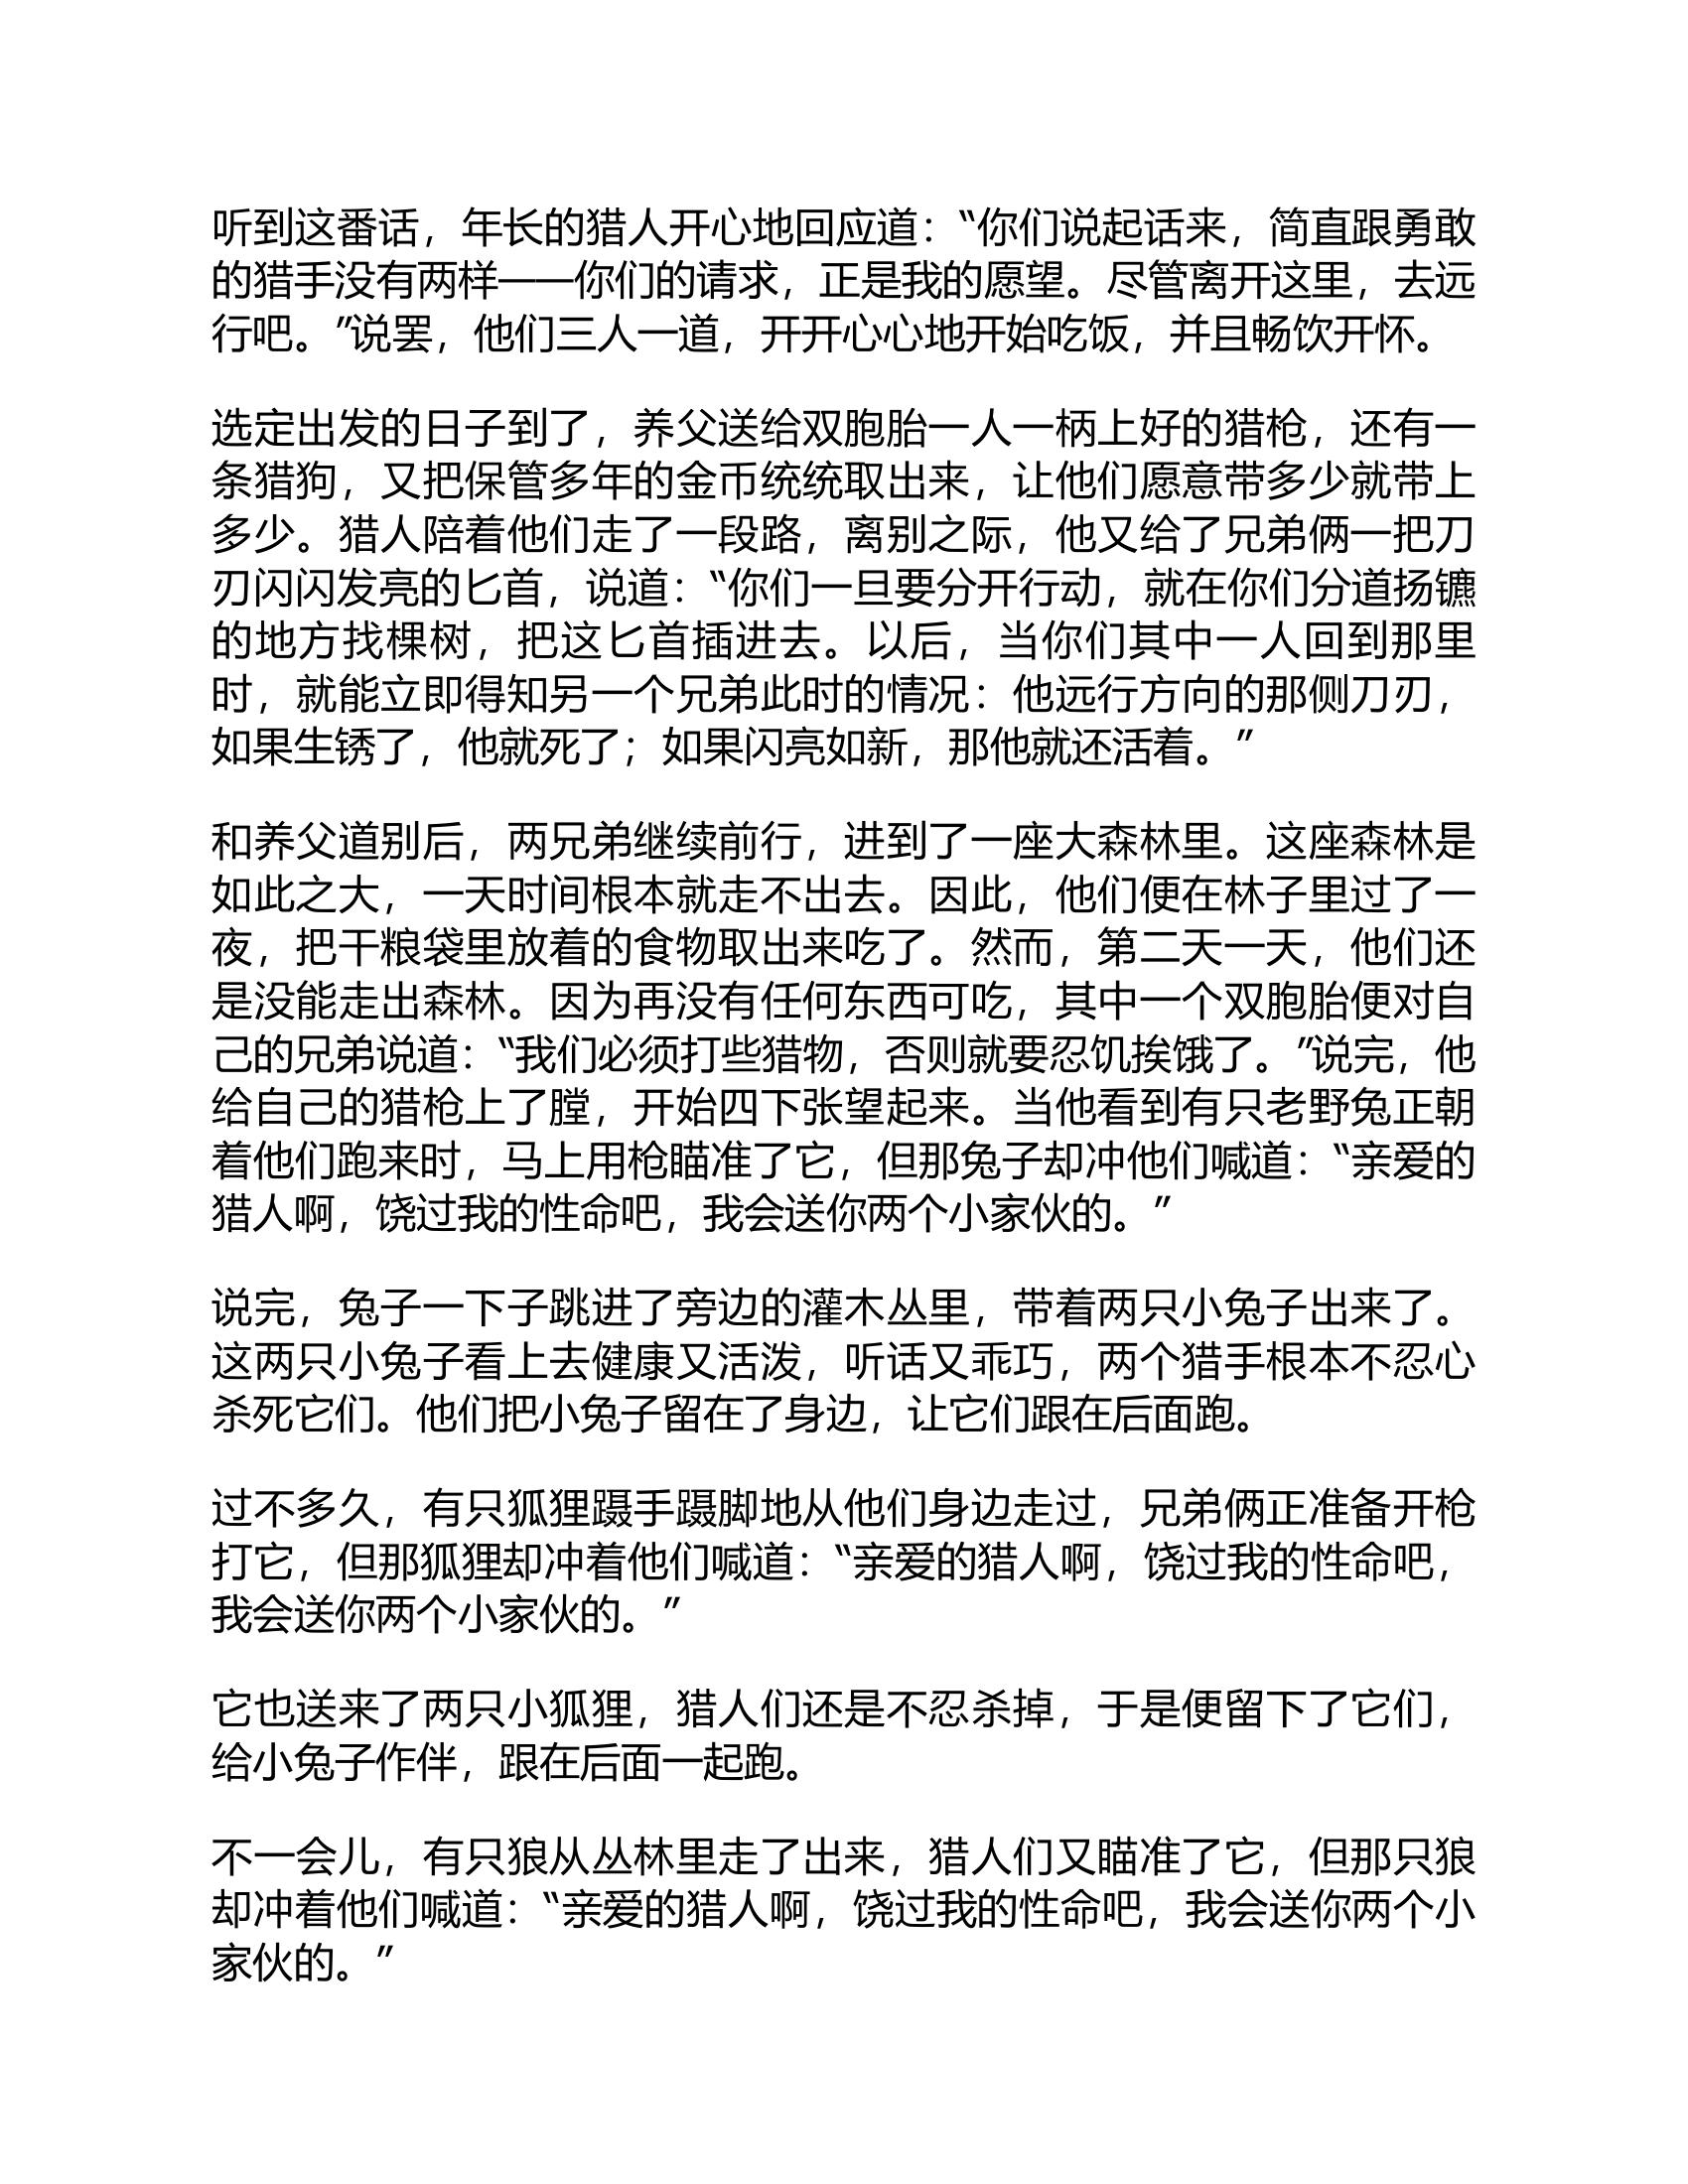 听到这番话，年长的猎人开心地回应道：“你们说起话来，简直跟勇敢
的猎手没有两样——你们的请求，正是我的愿望。尽管离开这里，去远
行吧。”说罢，他们三人一道，开开心心地开始吃饭，并且畅饮开怀。
选定出发的日子到了，养父送给双胞胎一人一柄上好的猎枪，还有一
条猎狗，又把保管多年的金币统统取出来，让他们愿意带多少就带上
多少。猎人陪着他们走了一段路，离别之际，他又给了兄弟俩一把刀
刃闪闪发亮的匕首，说道：“你们一旦要分开行动，就在你们分道扬镳
的地方找棵树，把这匕首插进去。以后，当你们其中一人回到那里
时，就能立即得知另一个兄弟此时的情况：他远行方向的那侧刀刃，
如果生锈了，他就死了；如果闪亮如新，那他就还活着。”
和养父道别后，两兄弟继续前行，进到了一座大森林里。这座森林是
如此之大，一天时间根本就走不出去。因此，他们便在林子里过了一
夜，把干粮袋里放着的食物取出来吃了。然而，第二天一天，他们还
是没能走出森林。因为再没有任何东西可吃，其中一个双胞胎便对自
己的兄弟说道：“我们必须打些猎物，否则就要忍饥挨饿了。”说完，他
给自己的猎枪上了膛，开始四下张望起来。当他看到有只老野兔正朝
着他们跑来时，马上用枪瞄准了它，但那兔子却冲他们喊道：“亲爱的
猎人啊，饶过我的性命吧，我会送你两个小家伙的。”
说完，兔子一下子跳进了旁边的灌木丛里，带着两只小兔子出来了。
这两只小兔子看上去健康又活泼，听话又乖巧，两个猎手根本不忍心
杀死它们。他们把小兔子留在了身边，让它们跟在后面跑。
过不多久，有只狐狸蹑手蹑脚地从他们身边走过，兄弟俩正准备开枪
打它，但那狐狸却冲着他们喊道：“亲爱的猎人啊，饶过我的性命吧，
我会送你两个小家伙的。”
它也送来了两只小狐狸，猎人们还是不忍杀掉，于是便留下了它们，
给小兔子作伴，跟在后面一起跑。
不一会儿，有只狼从丛林里走了出来，猎人们又瞄准了它，但那只狼
却冲着他们喊道：“亲爱的猎人啊，饶过我的性命吧，我会送你两个小
家伙的。”